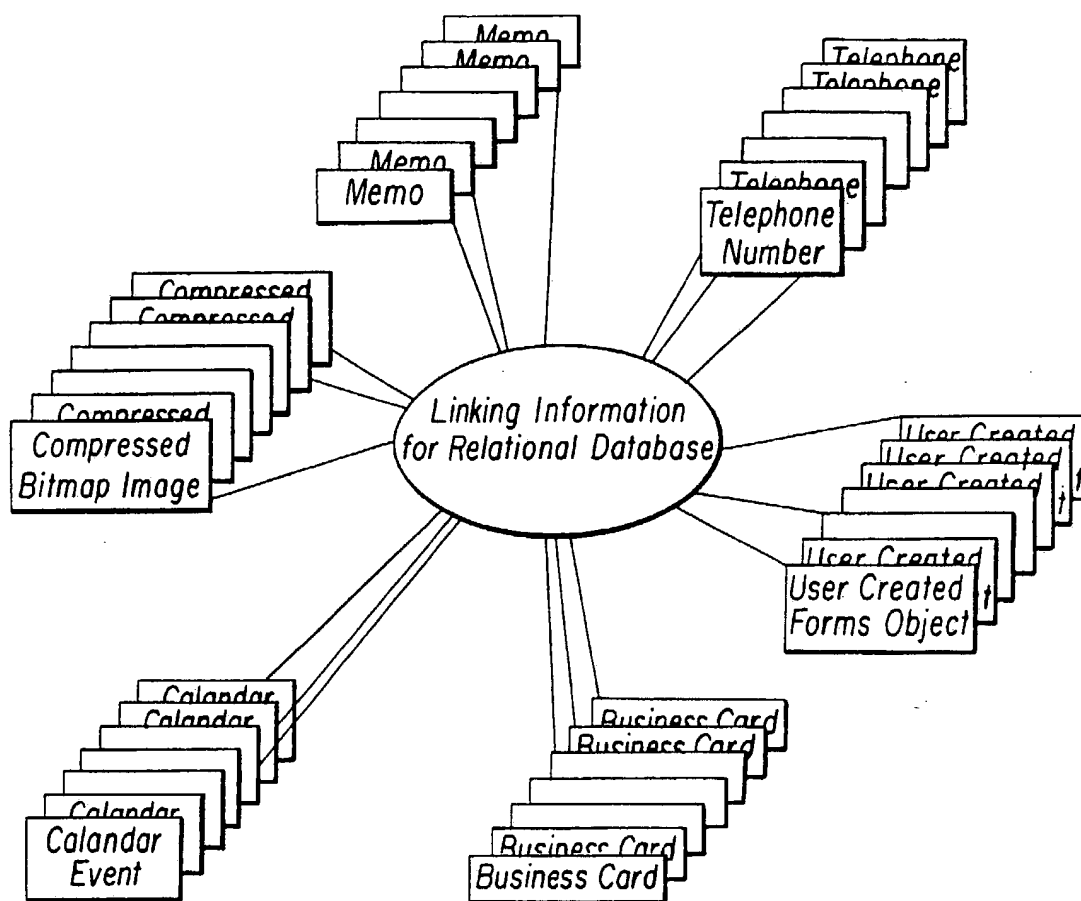 Memo
Memo
Memo
Memo
Telephone
Telephone
Telephone
Telephone
Number
Compressed
Compressed
Compressed
Compressed
Bitmap Image
Linking Information
for Relational Database
User Created
User Created
t
User Created
t
User Created
User Created
t
Forms Object
Calandar
Calandar
Calandar
Calandar
Event
Business Card
Business Card
Business Card
Business Card